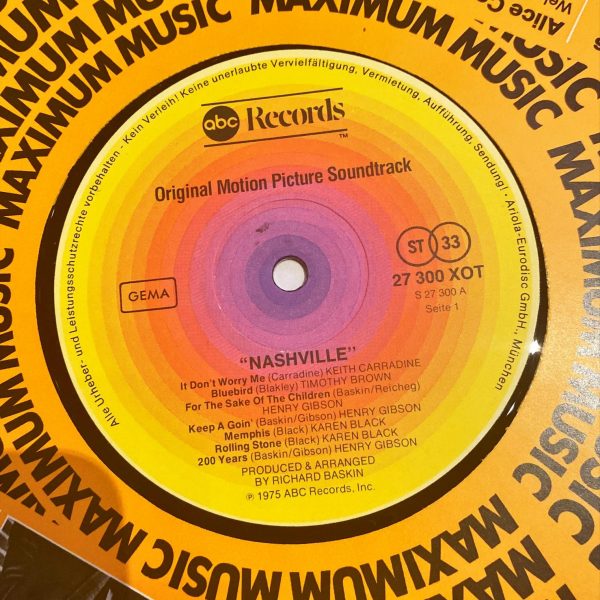 MAXIMUM MUSIC
MAXIMUM MUSIC
MAXIMUM MUSIC
MAXIMUM MUSIC
MAXIMUM MUSIC
MAXIMUM MUSIC
MAXIMUM
Alice
Alle Urheber- und Leistungsschutzrechte vorbehalten - Kein Verleih! Keine unerlaubte Vervielfältigung, Vermietung, Aufführung, Sendung! · Ariola-Eurodisc GmbH., München
abc Records
TM
Original Motion Picture Soundtrack
ST 33
27 300 XOT
S 27 300 A
Seite 1
GEMA
"NASHVILLE"
It Don't Worry Me (Carradine) KEITH CARRADINE
Bluebird (Blakley) TIMOTHY BROWN
For The Sake Of The Children (Baskin/Reicheg)
HENRY GIBSON
Keep A Goin' (Baskin/Gibson) HENRY GIBSON
Memphis (Black) KAREN BLACK
Rolling Stone (Black) KAREN BLACK
200 Years (Baskin/Gibson) HENRY GIBSON
PRODUCED & ARRANGED
BY RICHARD BASKIN
℗ 1975 ABC Records, Inc.